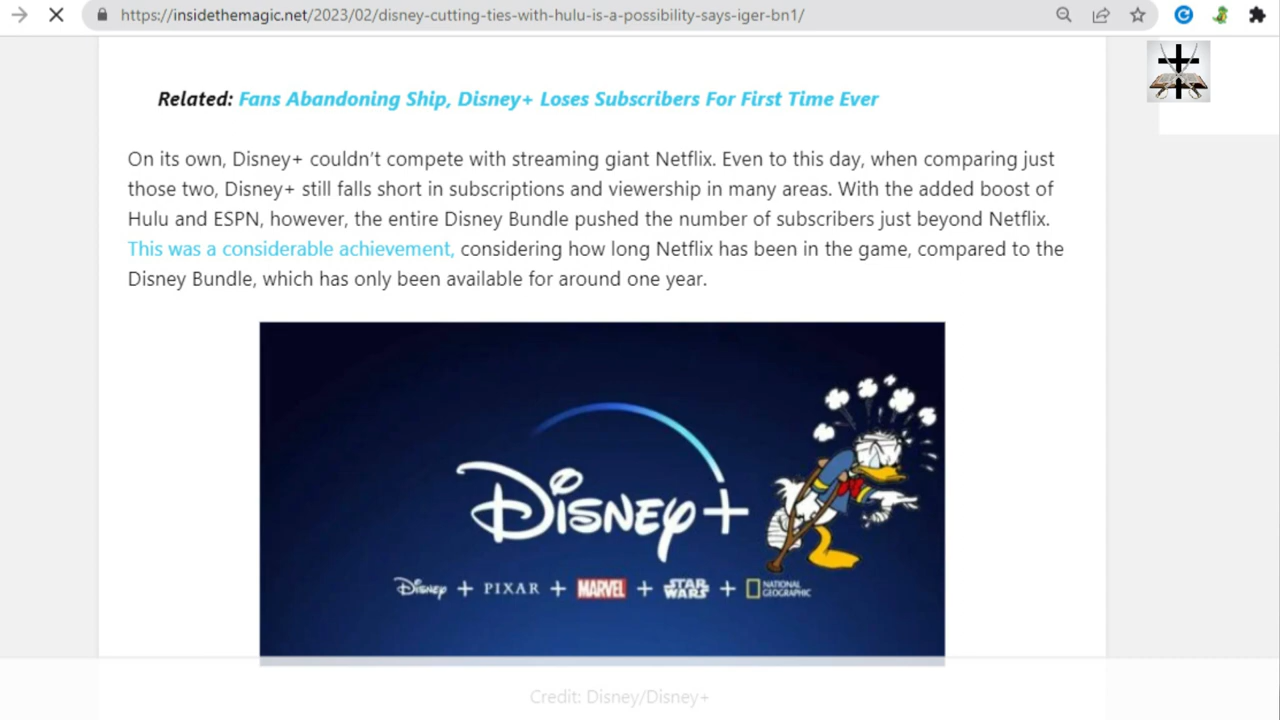 https://insidethemagic.net/2023/02/disney-cutting-ties-with-hulu-is-a-possibility-says-iger-bn1/
Related: Fans Abandoning Ship, Disney+ Loses Subscribers For First Time Ever
On its own, Disney+ couldn't compete with streaming giant Netflix. Even to this day, when comparing just
those two, Disney+ still falls short in subscriptions and viewership in many areas. With the added boost of
Hulu and ESPN, however, the entire Disney Bundle pushed the number of subscribers just beyond Netflix.
This was a considerable achievement, considering how long Netflix has been in the game, compared to the
Disney Bundle, which has only been available for around one year.
Disney+
Disney + PIXAR + MARVEL + STAR WARS + NATIONAL GEOGRAPHIC
Credit: Disney/Disney+